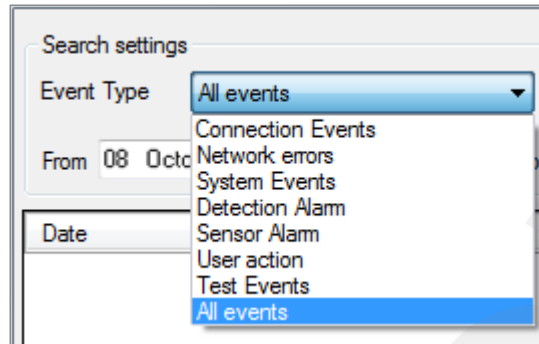 Search settings
Event Type All events
Connection Events
From 08 Octo Network errors
System Events
Detection Alarm
Date Sensor Alarm
User action
Test Events
All events